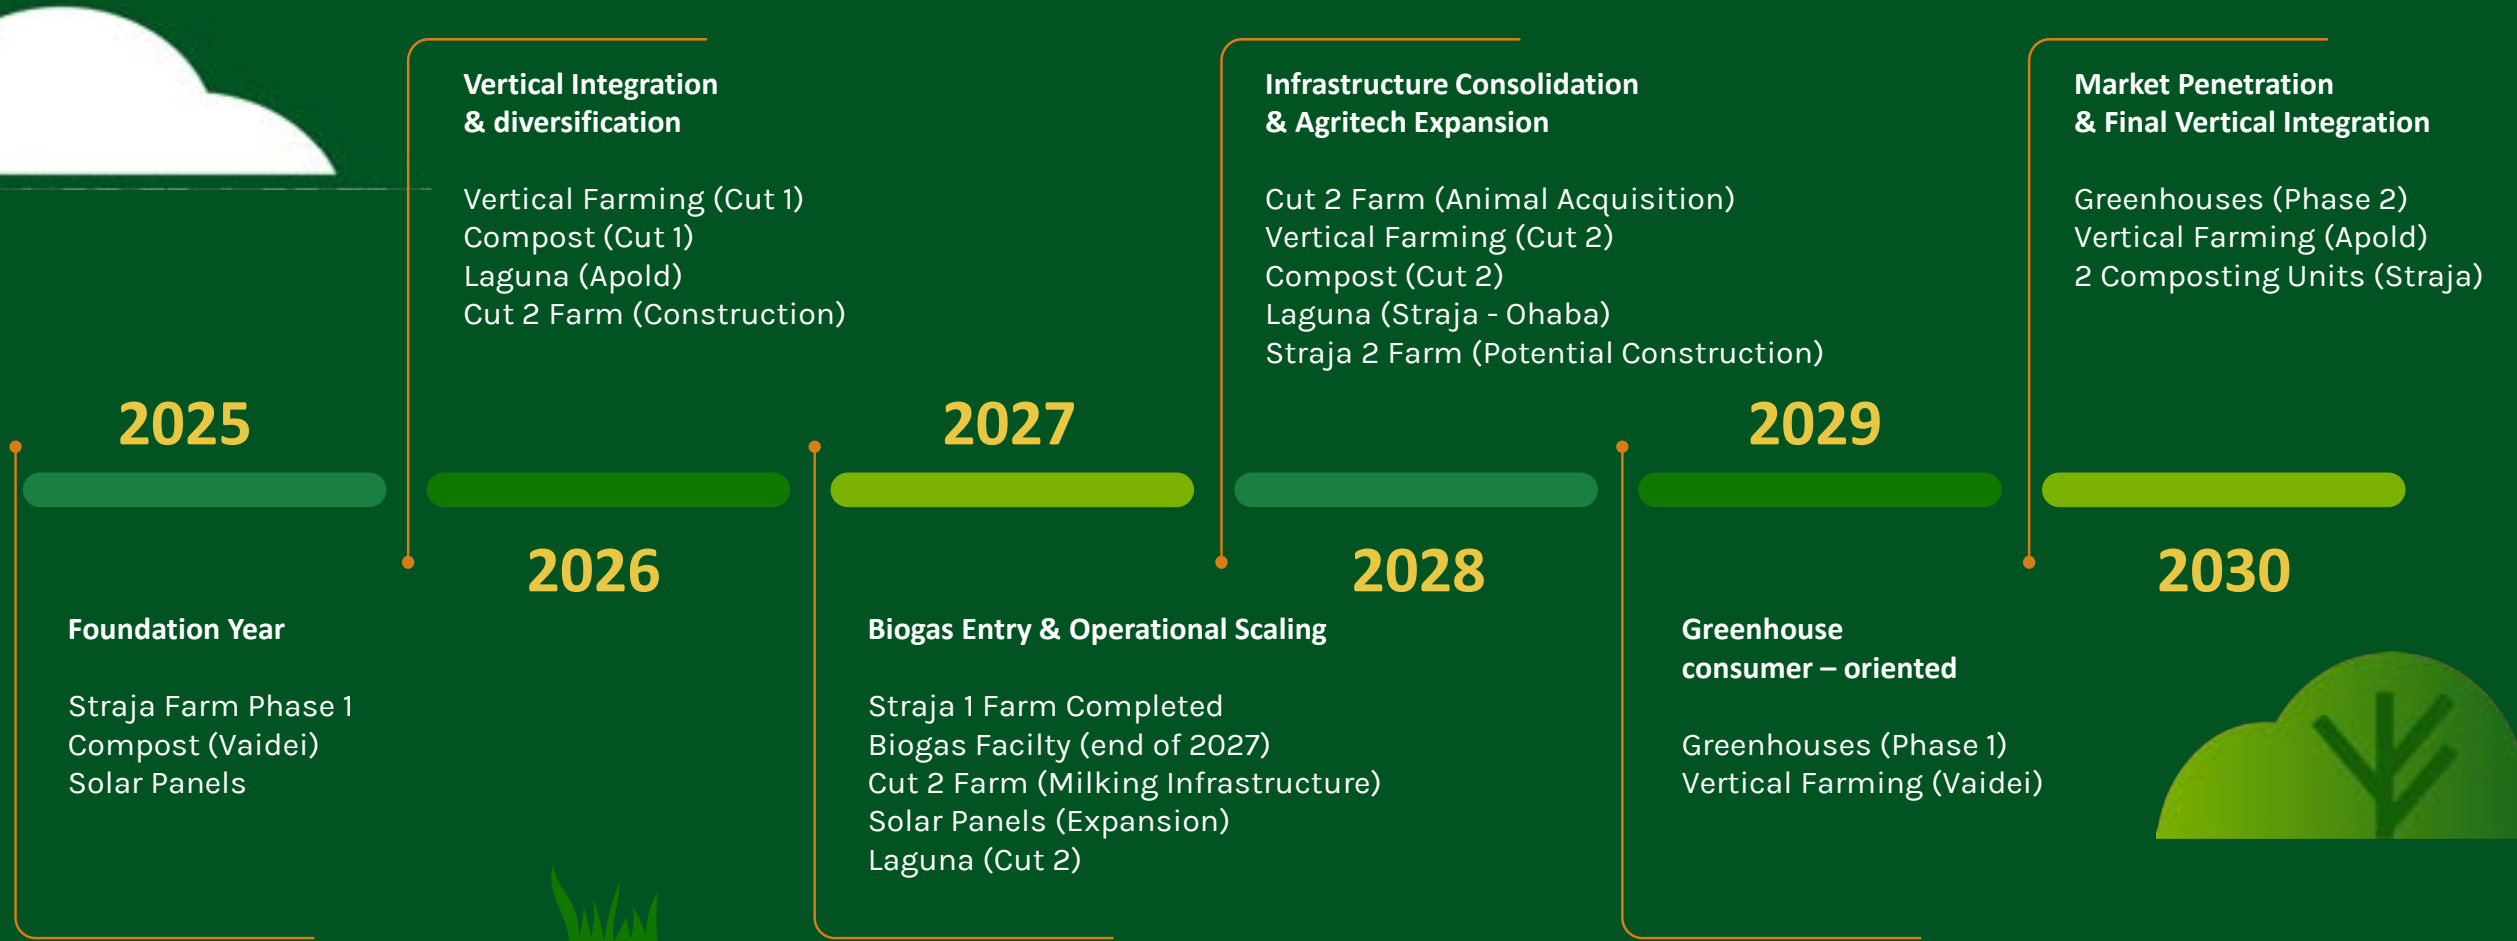 2025
Foundation Year
Straja Farm Phase 1
Compost (Vaidei)
Solar Panels
Vertical Integration
& diversification
Vertical Farming (Cut 1)
Compost (Cut 1)
Laguna (Apold)
Cut 2 Farm (Construction)
2026
2027
Biogas Entry & Operational Scaling
Straja 1 Farm Completed
Biogas Facilty (end of 2027)
Cut 2 Farm (Milking Infrastructure)
Solar Panels (Expansion)
Laguna (Cut 2)
Infrastructure Consolidation
& Agritech Expansion
Cut 2 Farm (Animal Acquisition)
Vertical Farming (Cut 2)
Compost (Cut 2)
Laguna (Straja - Ohaba)
Straja 2 Farm (Potential Construction)
2028
2029
Greenhouse
consumer – oriented
Greenhouses (Phase 1)
Vertical Farming (Vaidei)
Market Penetration
& Final Vertical Integration
Greenhouses (Phase 2)
Vertical Farming (Apold)
2 Composting Units (Straja)
2030